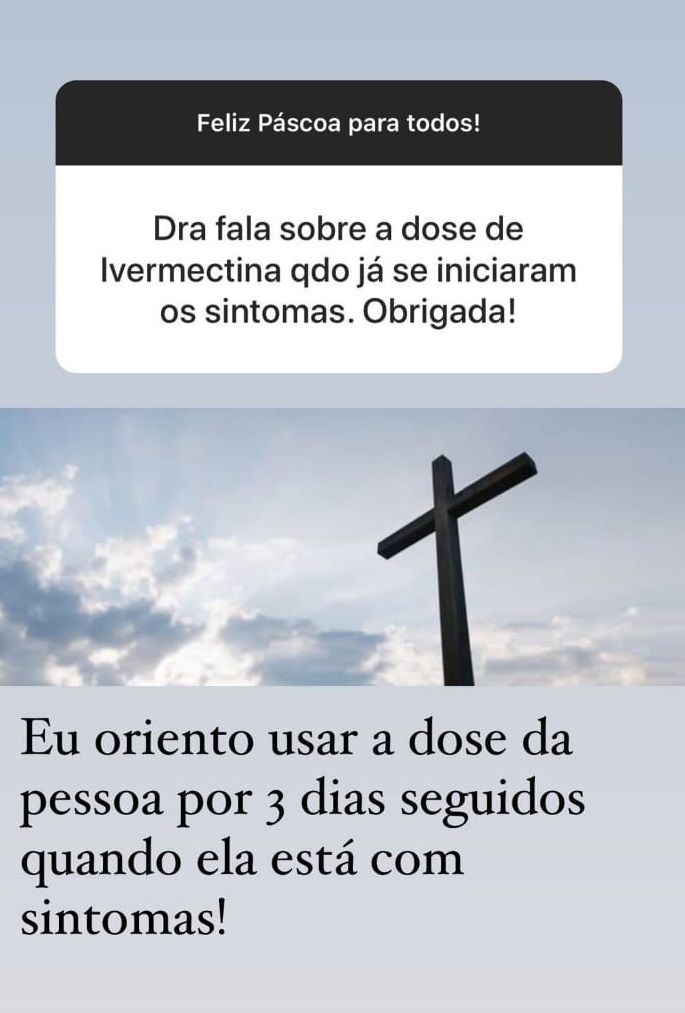 Feliz Páscoa para todos!
Dra fala sobre a dose de
Ivermectina qdo já se iniciaram
os sintomas. Obrigada!
Eu oriento usar a dose da
pessoa por 3 dias seguidos
quando ela está com
sintomas!